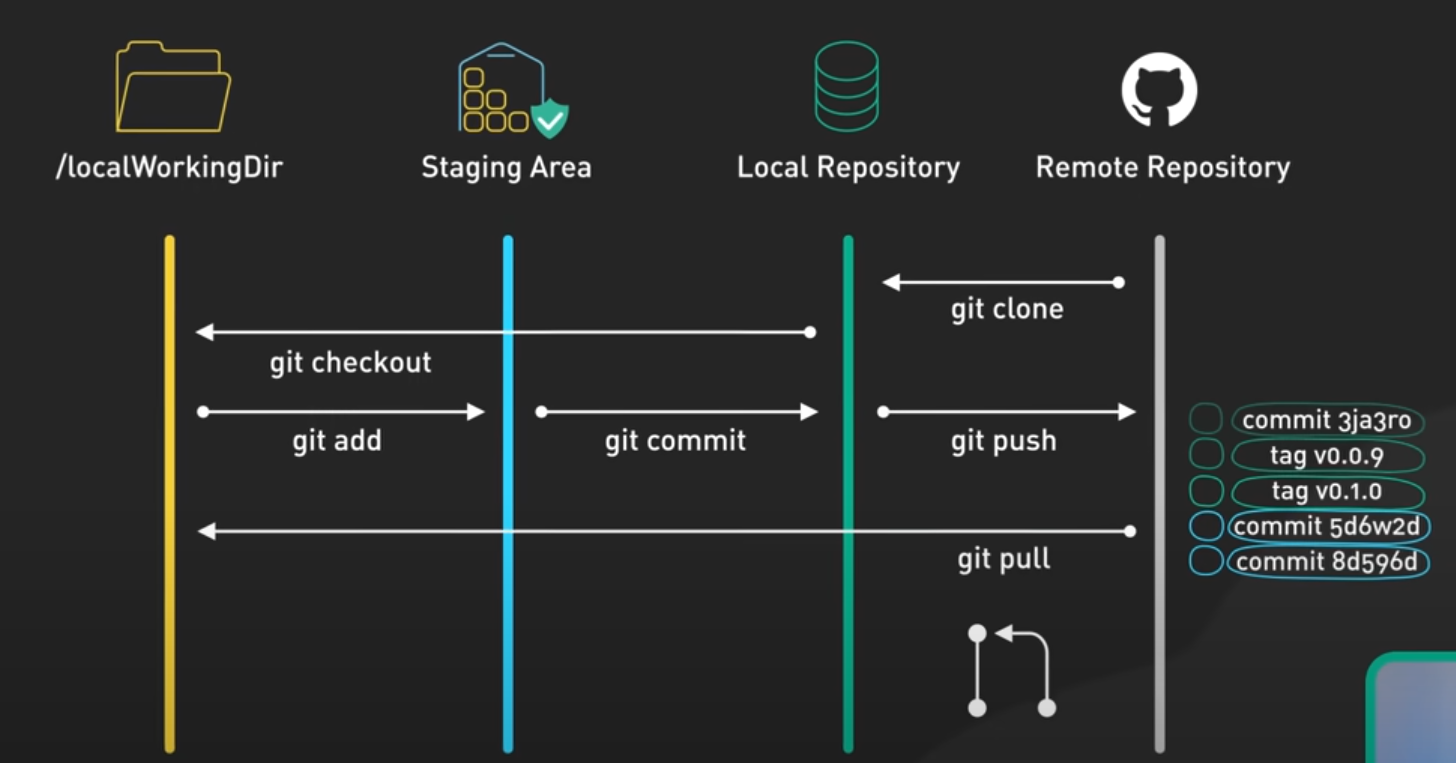 /localWorkingDir
Staging Area
Local Repository
Remote Repository
git clone
git checkout
git add
git commit
git push
commit 3ja3ro
tag v0.0.9
tag v0.1.0
commit 5d6w2d
commit 8d596d
git pull